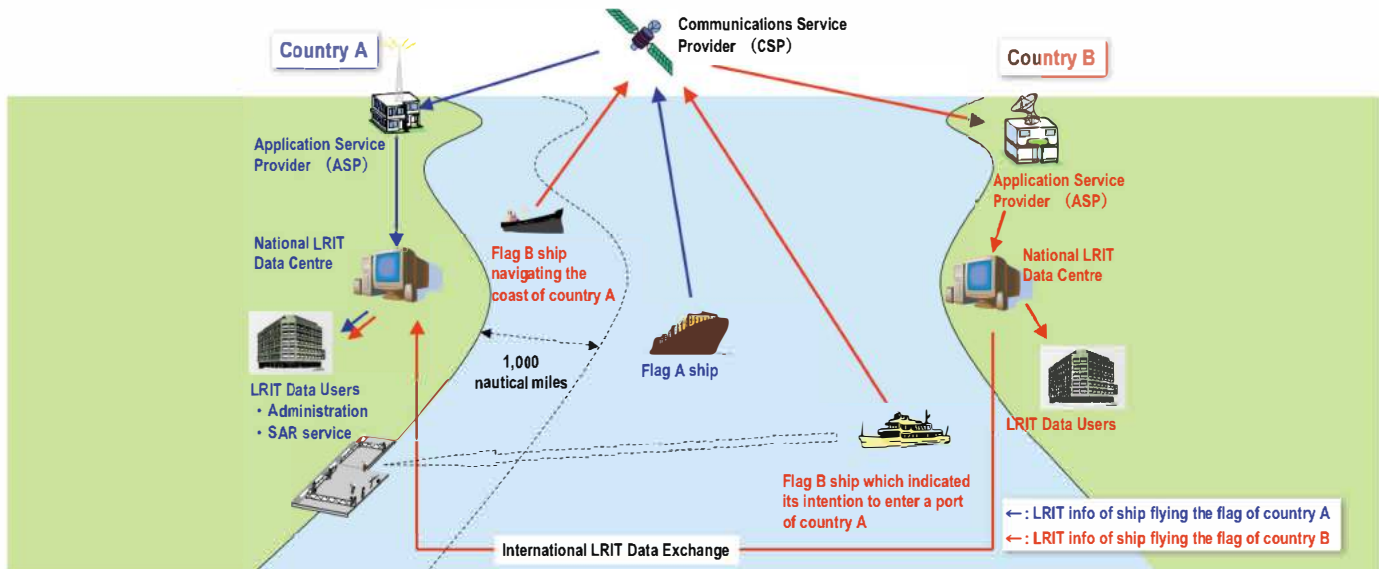 Communications Service
Provider （CSP）
Country A
Country B
Application Service
Provider （ASP）
Application Service
Provider （ASP）
National LRIT
Data Centre
Flag B ship
navigating the
coast of country A
National LRIT
Data Centre
1,000
nautical miles
Flag A ship
LRIT Data Users
・ Administration
・ SAR service
LRIT Data Users
Flag B ship which indicated
its intention to enter a port
of country A
←: LRIT info of ship flying the flag of country A
←: LRIT info of ship flying the flag of country B
International LRIT Data Exchange